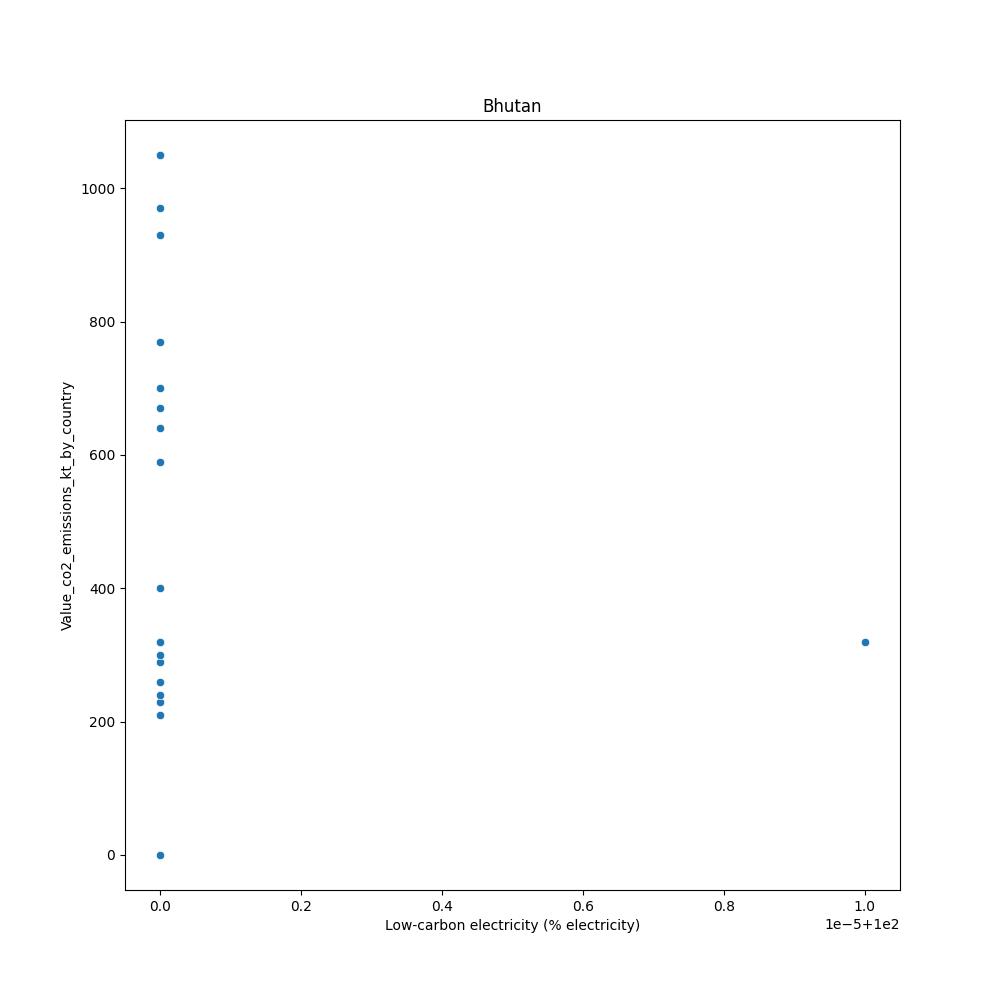 Bhutan
1000
800
600
400
200
0
Value_co2_emissions_kt_by_country
0.0 0.2 0.4 0.6 0.8 1.0
1e−5+1e2
Low-carbon electricity (% electricity)